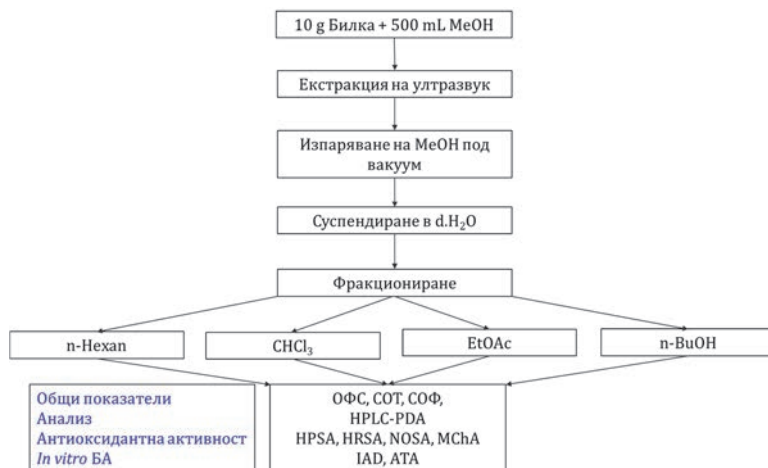 10 g Билка + 500 mL MeOH
Екстракция на ултразвук
Изпаряване на MeOH под
вакуум
Суспендиране в d.H₂O
Фракциониране
n-Hexan
CHCl₃
EtOAc
n-BuOH
Общи показатели
Анализ
Антиоксидантна активност
In vitro БА
ОФС, СОТ, СОФ,
HPLC-PDA
HPSA, HRSA, NOSA, MChA
IAD, ATA